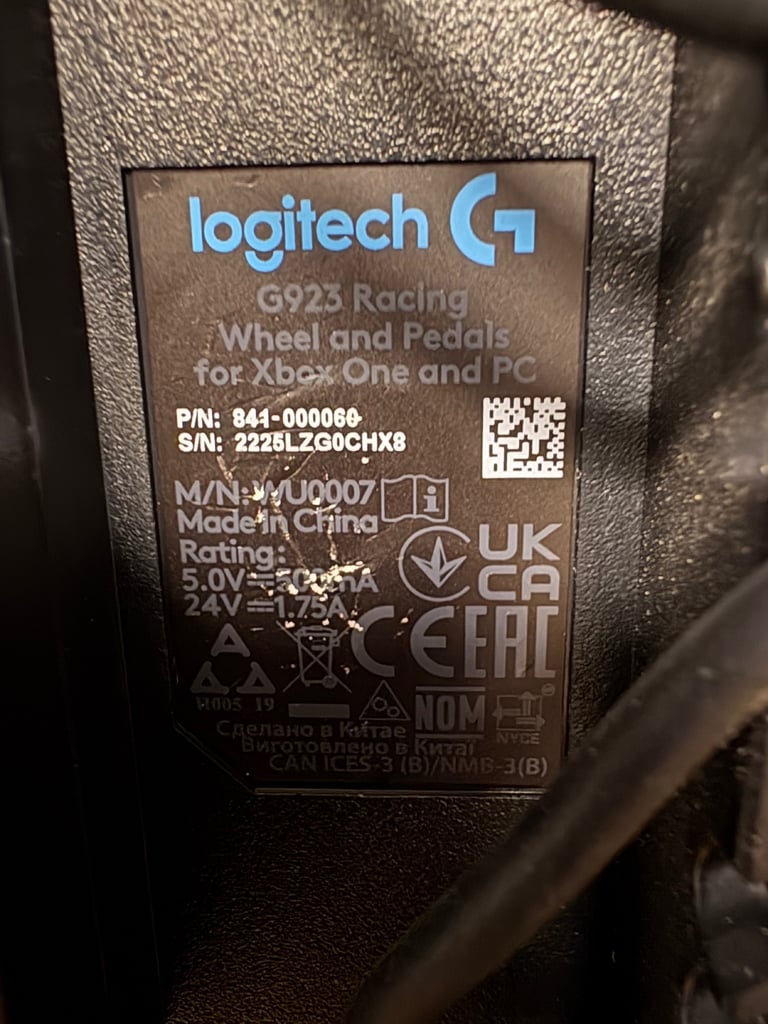 logitech G
G923 Racing
Wheel and Pedals
for Xbox One and PC
P/N: 841-000060
S/N: 2225LZG0CHX8
M/N: WU0007
Made in China
Rating:
5.0V⎓500mA
24V⎓1.75A
UK
CA
CE EAC
005 19
NOM
NYCE
Сделано в Китае
Виготовлено в Китаї
CAN ICES-3 (B)/NMB-3(B)